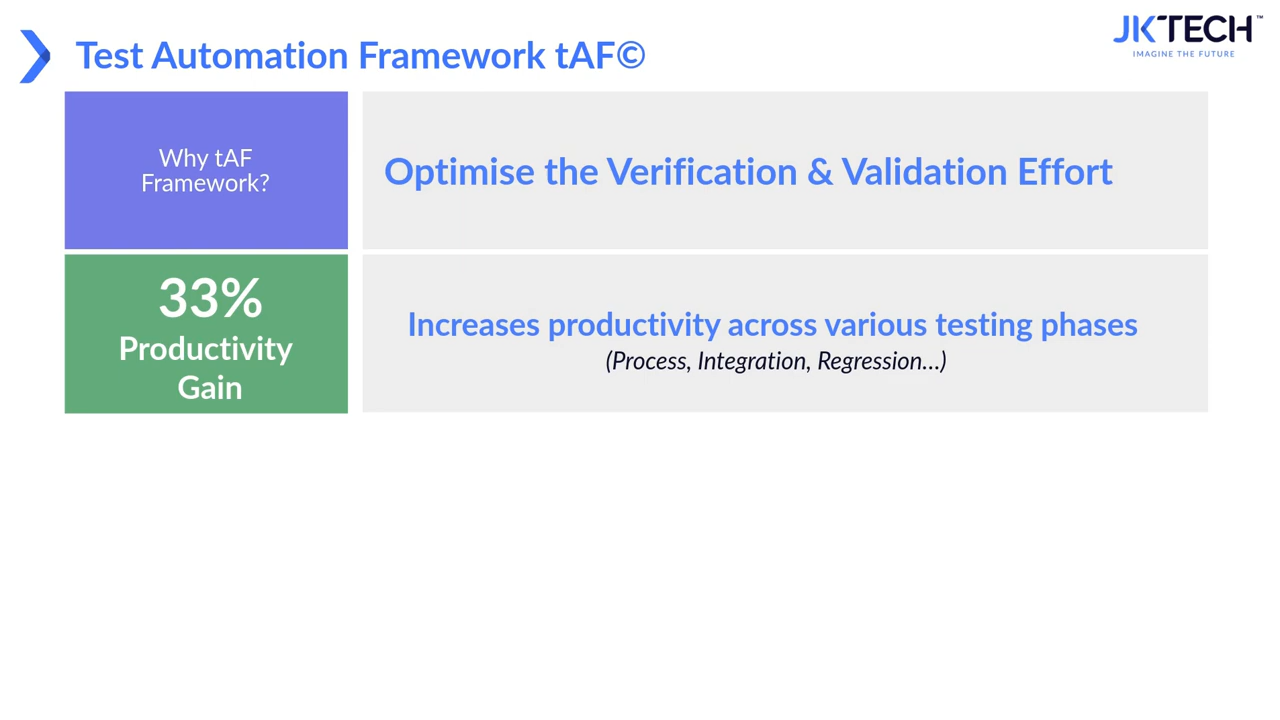 Test Automation Framework tAF©
JKTECH™
IMAGINE THE FUTURE
Why tAF
Framework?
Optimise the Verification & Validation Effort
33%
Productivity
Gain
Increases productivity across various testing phases
(Process, Integration, Regression...)